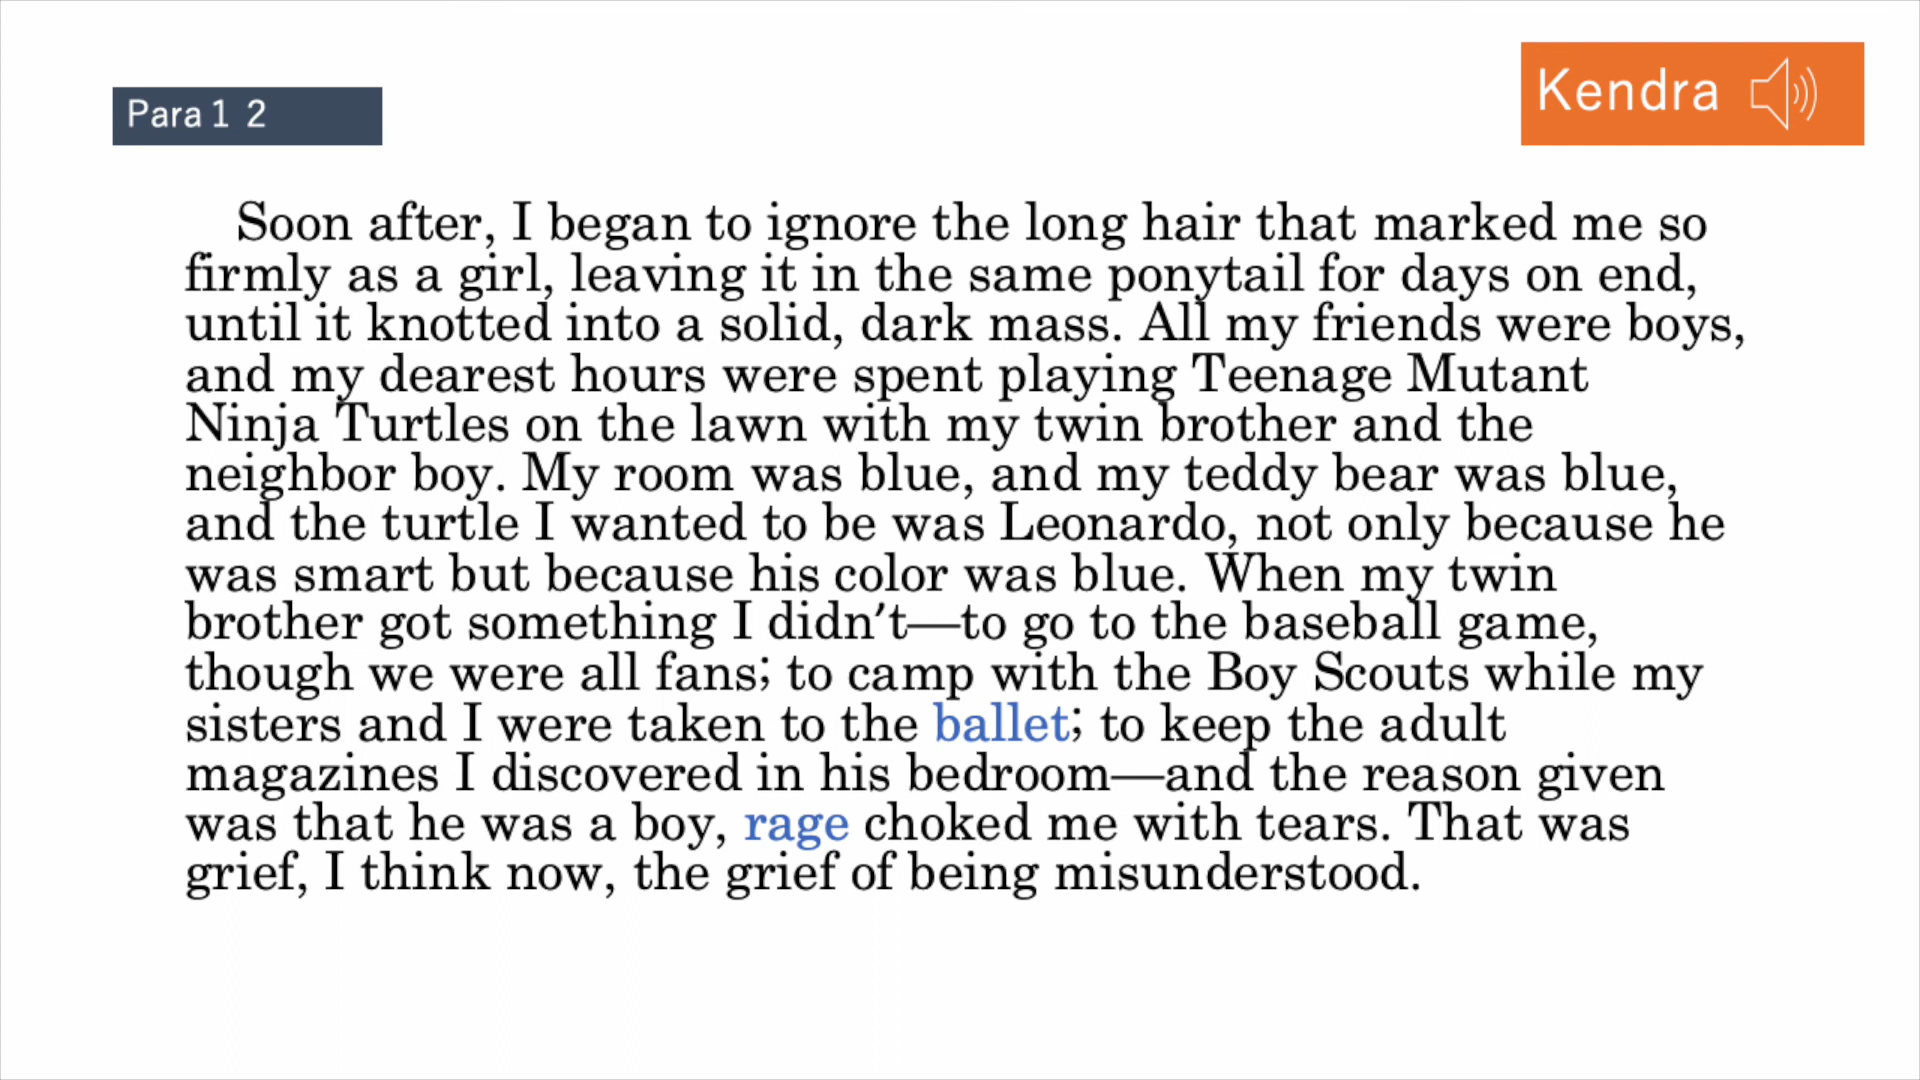 Kendra
Para 1 2
Soon after, I began to ignore the long hair that marked me so
firmly as a girl, leaving it in the same ponytail for days on end,
until it knotted into a solid, dark mass. All my friends were boys,
and my dearest hours were spent playing Teenage Mutant
Ninja Turtles on the lawn with my twin brother and the
neighbor boy. My room was blue, and my teddy bear was blue,
and the turtle I wanted to be was Leonardo, not only because he
was smart but because his color was blue. When my twin
brother got something I didn't—to go to the baseball game,
though we were all fans; to camp with the Boy Scouts while my
sisters and I were taken to the ballet; to keep the adult
magazines I discovered in his bedroom—and the reason given
was that he was a boy, rage choked me with tears. That was
grief, I think now, the grief of being misunderstood.